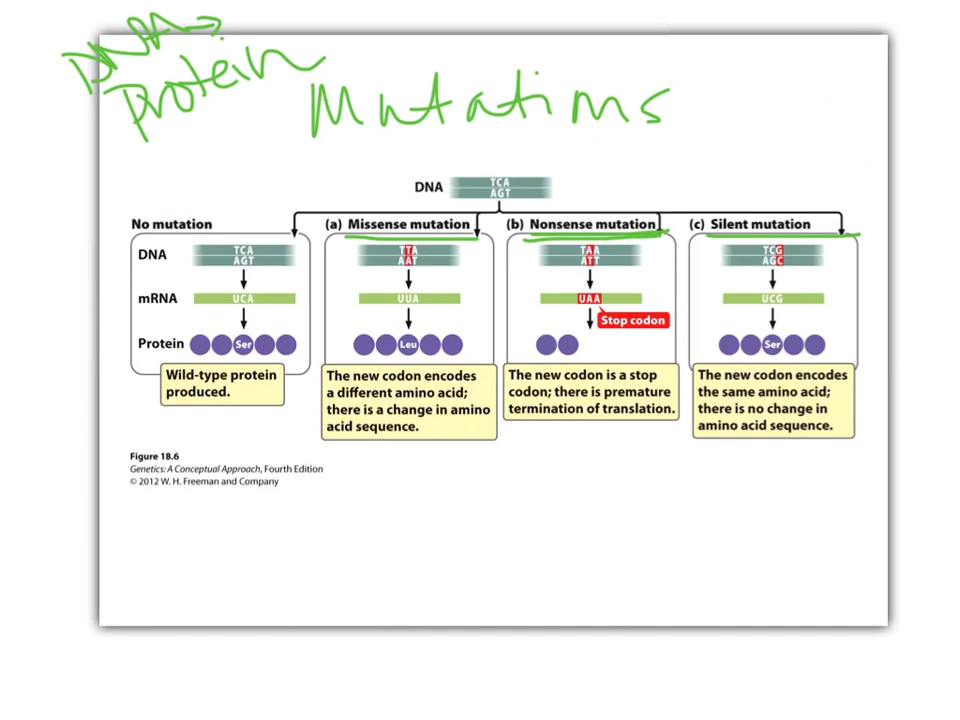 DNA →
Protein
Mutations
DNA
TCA
AGT
No mutation
DNA
TCA
AGT
mRNA
UCA
Protein
Ser
Wild-type protein
produced.
(a) Missense mutation
TTA
AAT
UUA
Leu
The new codon encodes
a different amino acid;
there is a change in amino
acid sequence.
(b) Nonsense mutation
TAA
ATT
UAA
Stop codon
The new codon is a stop
codon; there is premature
termination of translation.
(c) Silent mutation
TCG
AGC
UCG
Ser
The new codon encodes
the same amino acid;
there is no change in
amino acid sequence.
Figure 18.6
Genetics: A Conceptual Approach, Fourth Edition
© 2012 W. H. Freeman and Company